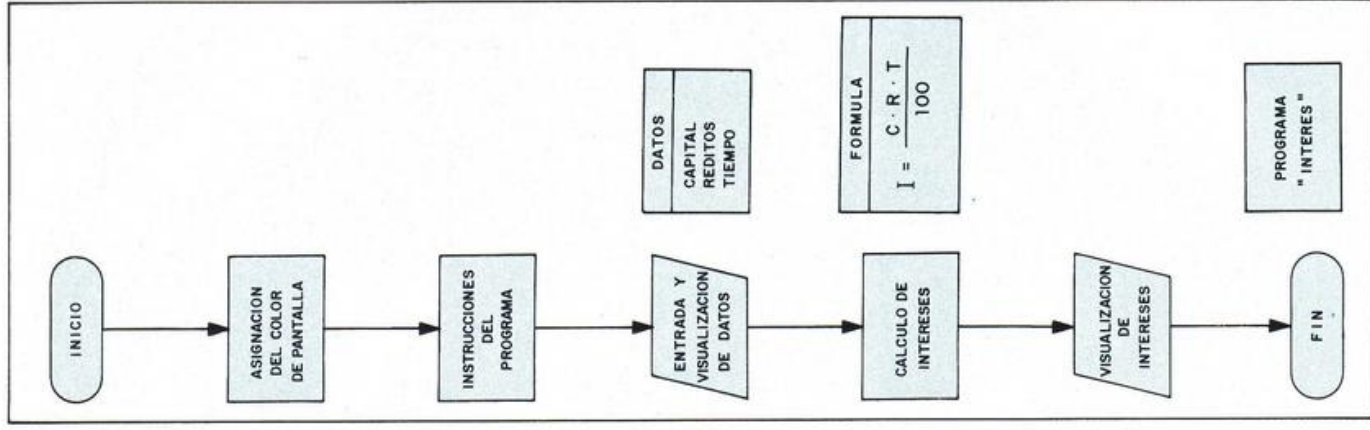 INICIO
ASIGNACION
DEL COLOR
DE PANTALLA
INSTRUCCIONES
DEL
PROGRAMA
ENTRADA Y
VISUALIZACION
DE DATOS
DATOS
CAPITAL
REDITOS
TIEMPO
CALCULO DE
INTERESES
FORMULA
I = C · R · T
100
VISUALIZACION
DE
INTERESES
FIN
PROGRAMA
" INTERES "